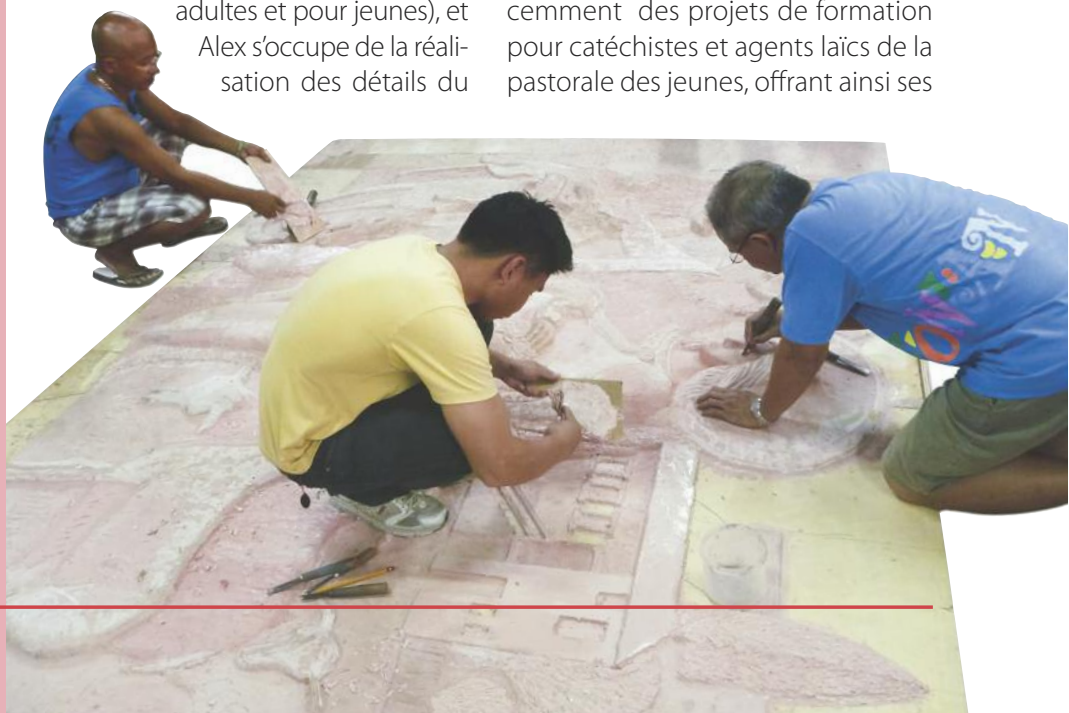 adultes et pour jeunes), et
Alex s’occupe de la réali-
sation des détails du
cemment des projets de formation
pour catéchistes et agents laïcs de la
pastorale des jeunes, offrant ainsi ses